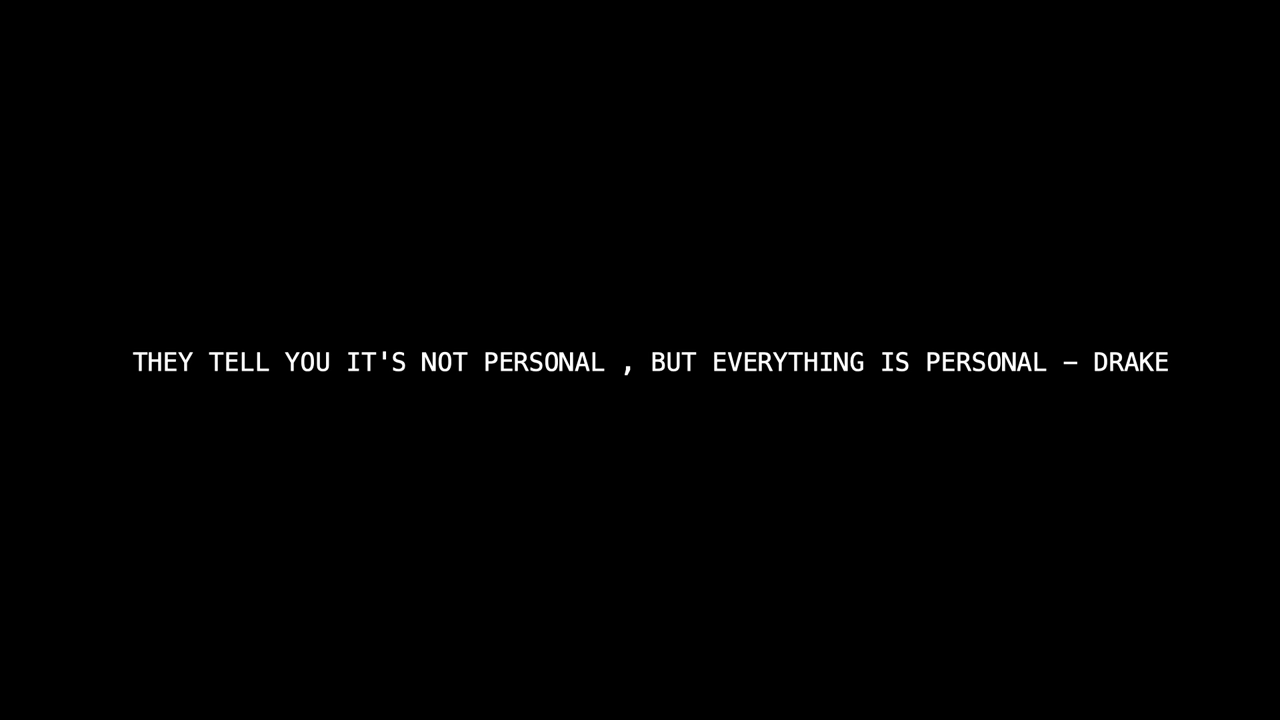 THEY TELL YOU IT'S NOT PERSONAL , BUT EVERYTHING IS PERSONAL – DRAKE